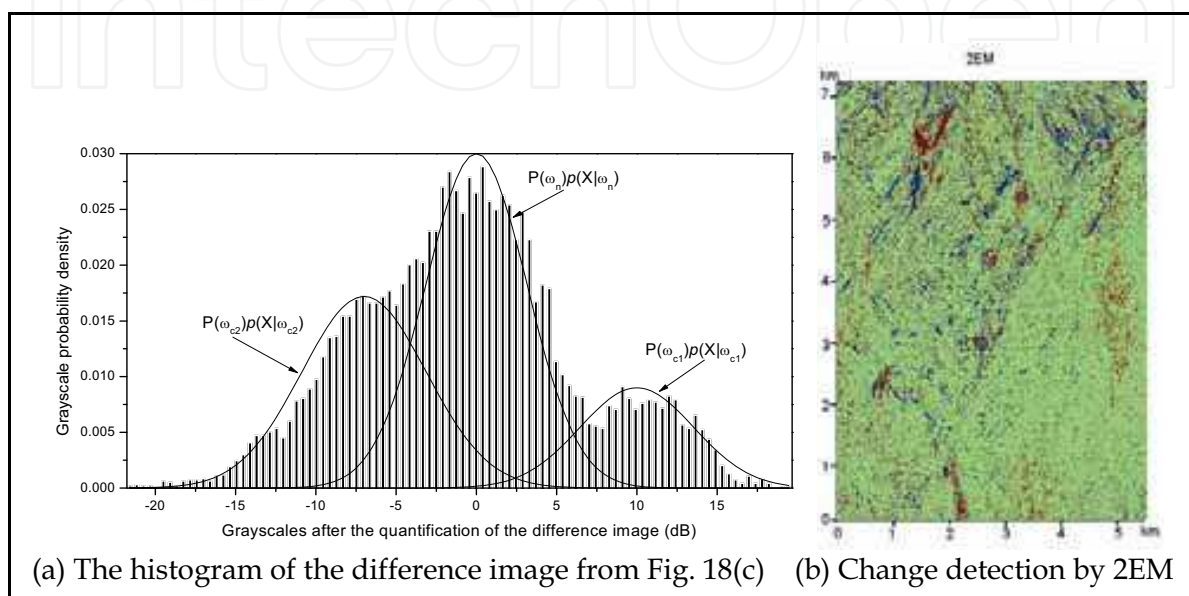 IntechOpen
2EM
km
7
6
5
4
3
2
1
0
0 1 2 3 4 5 km
0.030
0.025
0.020
0.015
0.010
0.005
0.000
-20 -15 -10 -5 0 5 10 15
Grayscale probability density
P(ω_n)p(X|ω_n)
P(ω_c2)p(X|ω_c2)
P(ω_c1)p(X|ω_c1)
Grayscales after the quantification of the difference image (dB)
(a) The histogram of the difference image from Fig. 18(c) (b) Change detection by 2EM